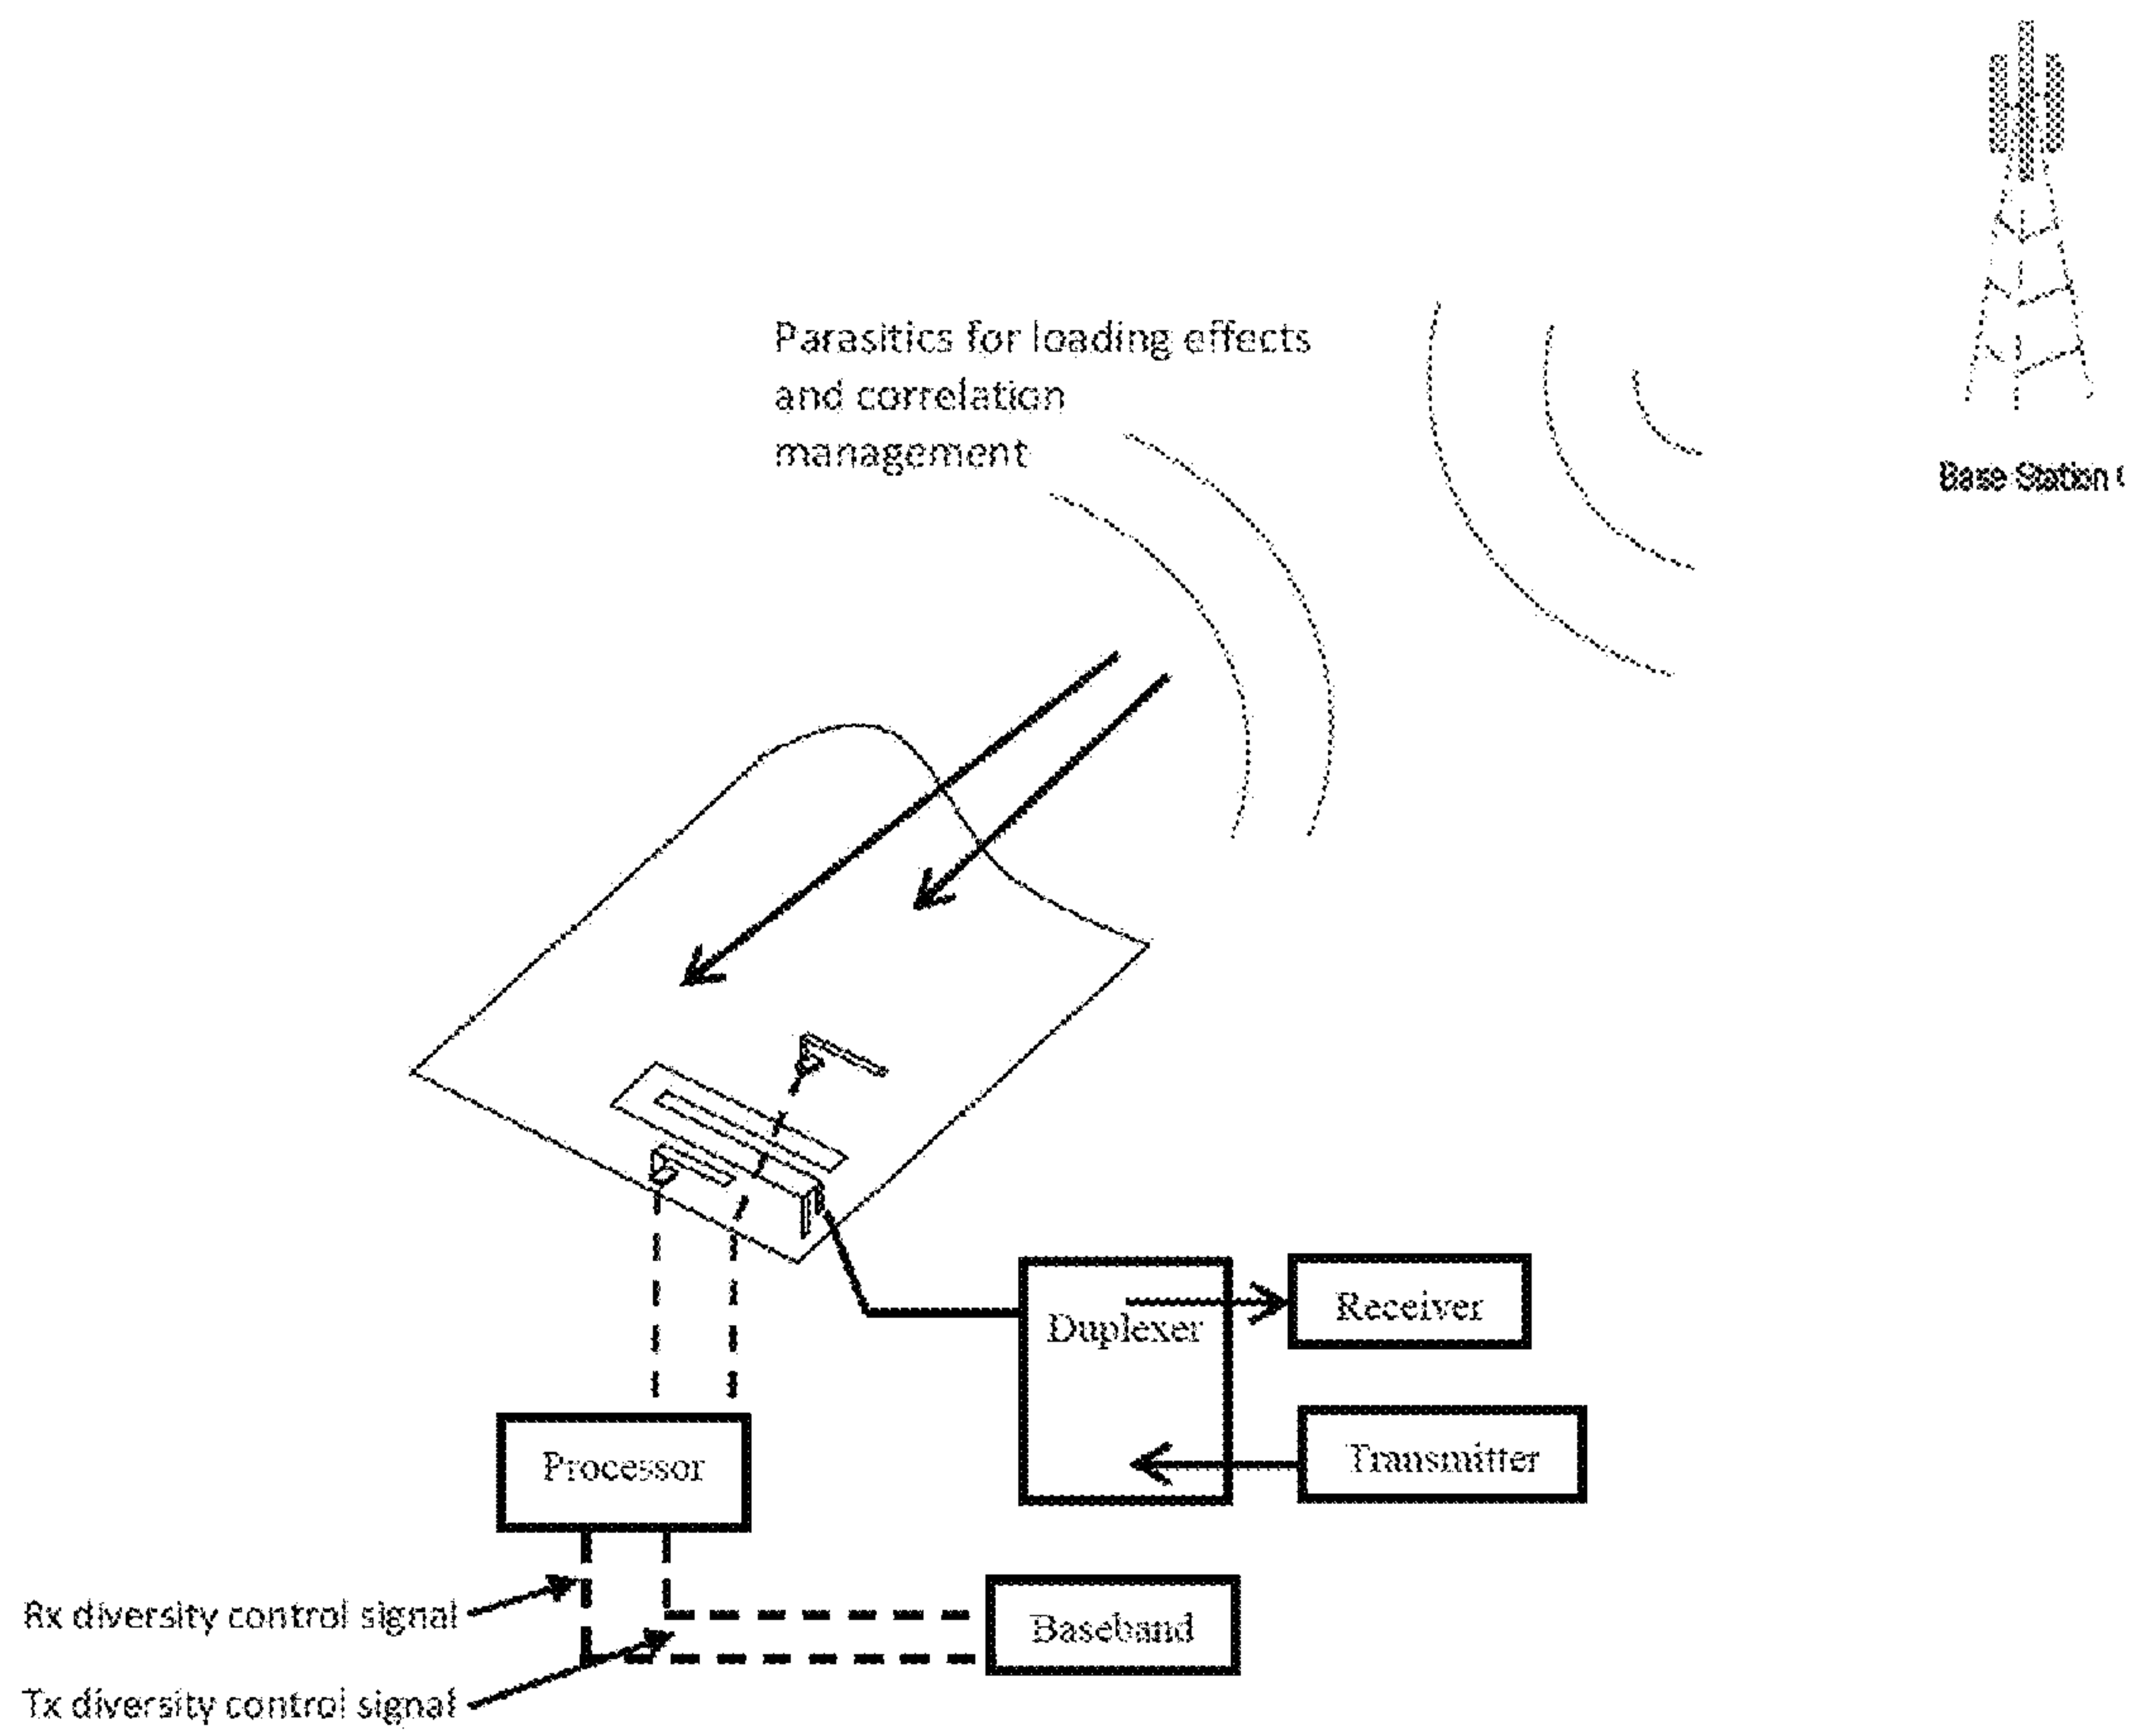 Parasitics for loading effects
and correlation
management
Base Station
Duplexer
Receiver
Transmitter
Processor
Rx diversity control signal
Baseband
Tx diversity control signal